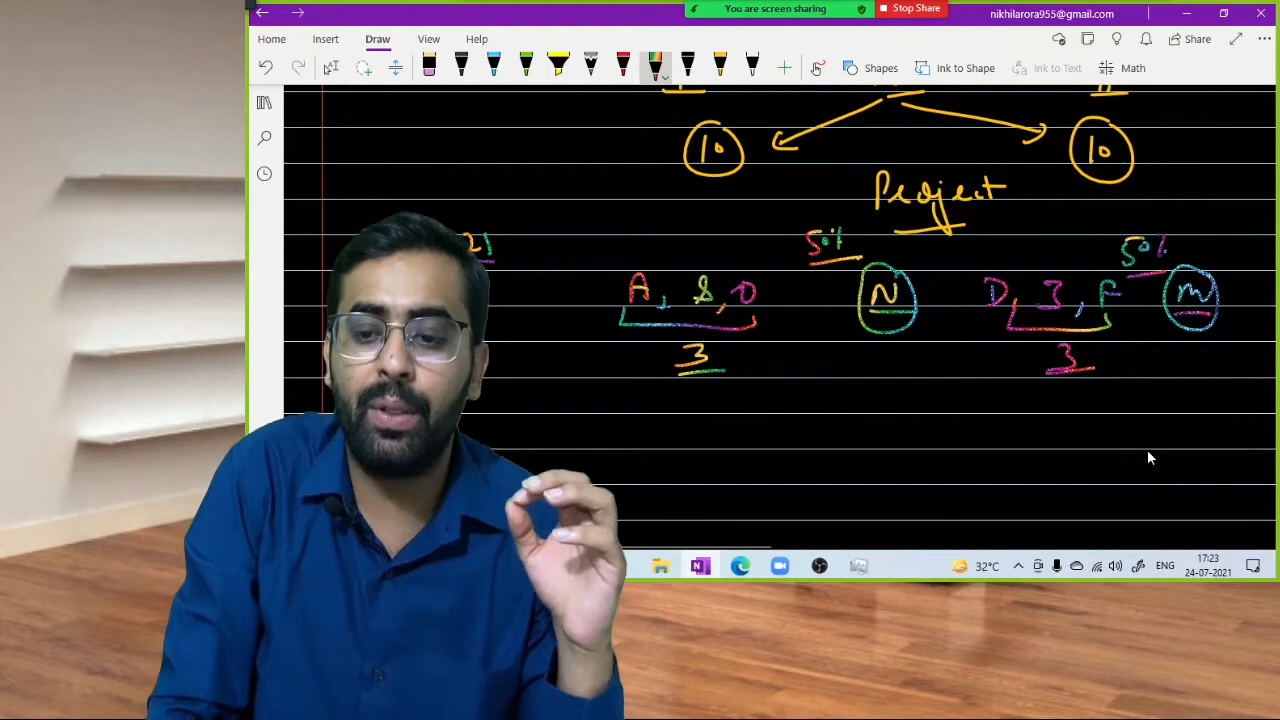 You are screen sharing Stop Share
nikhilarora955@gmail.com
Home Insert Draw View Help
Share
Shapes Ink to Shape Ink to Text Math
10 10
Project
21 50% 50%
A, S, O N D, J, F M
3 3
32°C ENG 17:23
24-07-2021